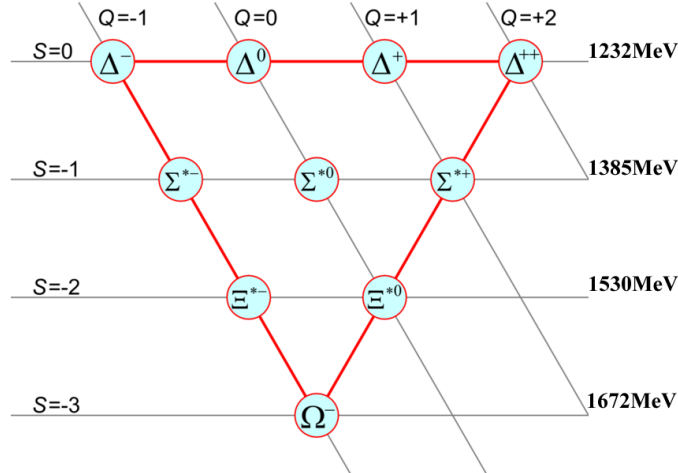 Q=-1 Q=0 Q=+1 Q=+2
S=0 Δ⁻ Δ⁰ Δ⁺ Δ⁺⁺ 1232MeV
S=-1 Σ*⁻ Σ*⁰ Σ*⁺ 1385MeV
S=-2 Ξ*⁻ Ξ*⁰ 1530MeV
S=-3 Ω⁻ 1672MeV